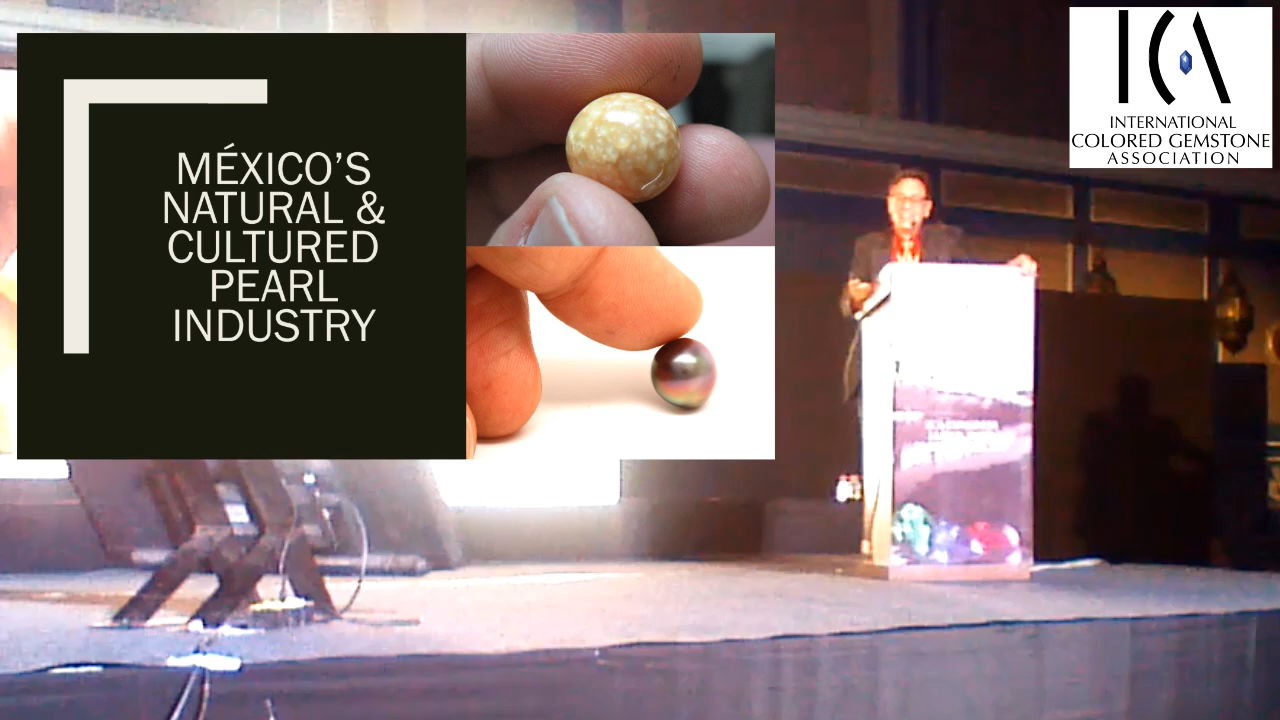 MÉXICO'S
NATURAL &
CULTURED
PEARL
INDUSTRY
ICA
INTERNATIONAL
COLORED GEMSTONE
ASSOCIATION